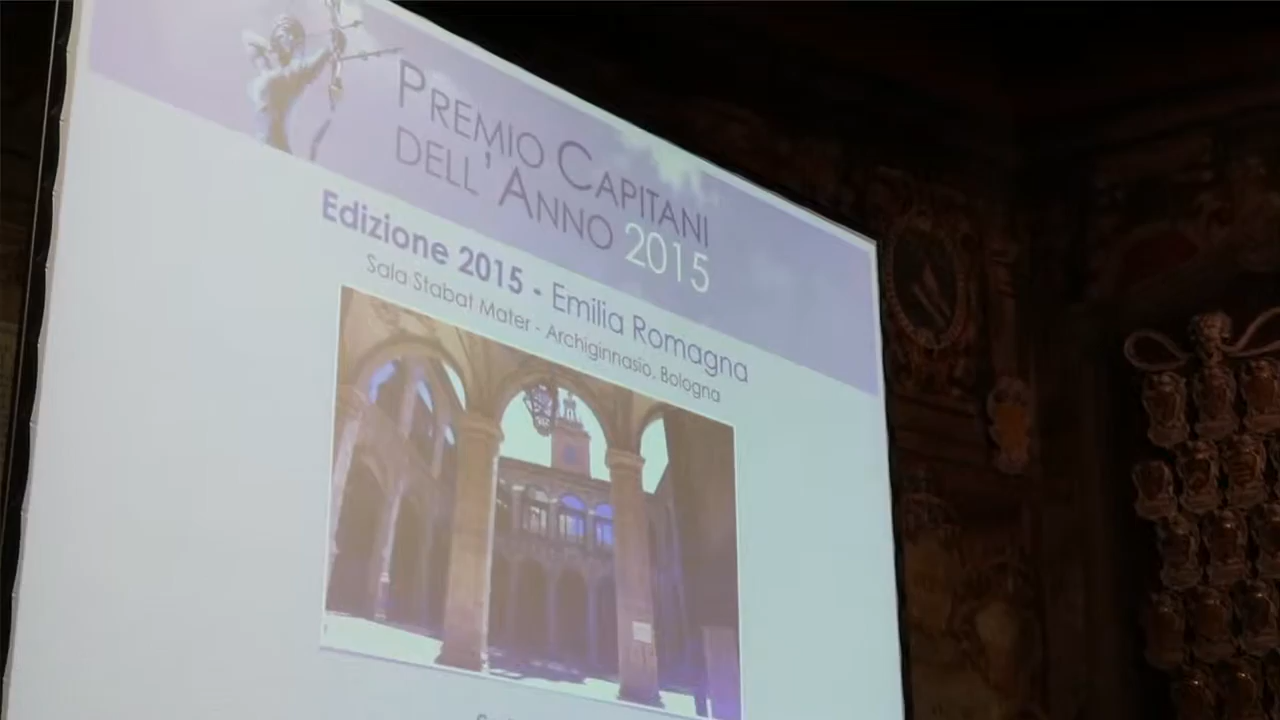 PREMIO CAPITANI
DELL'ANNO 2015
Edizione 2015 - Emilia Romagna
Sala Stabat Mater - Archiginnasio, Bologna